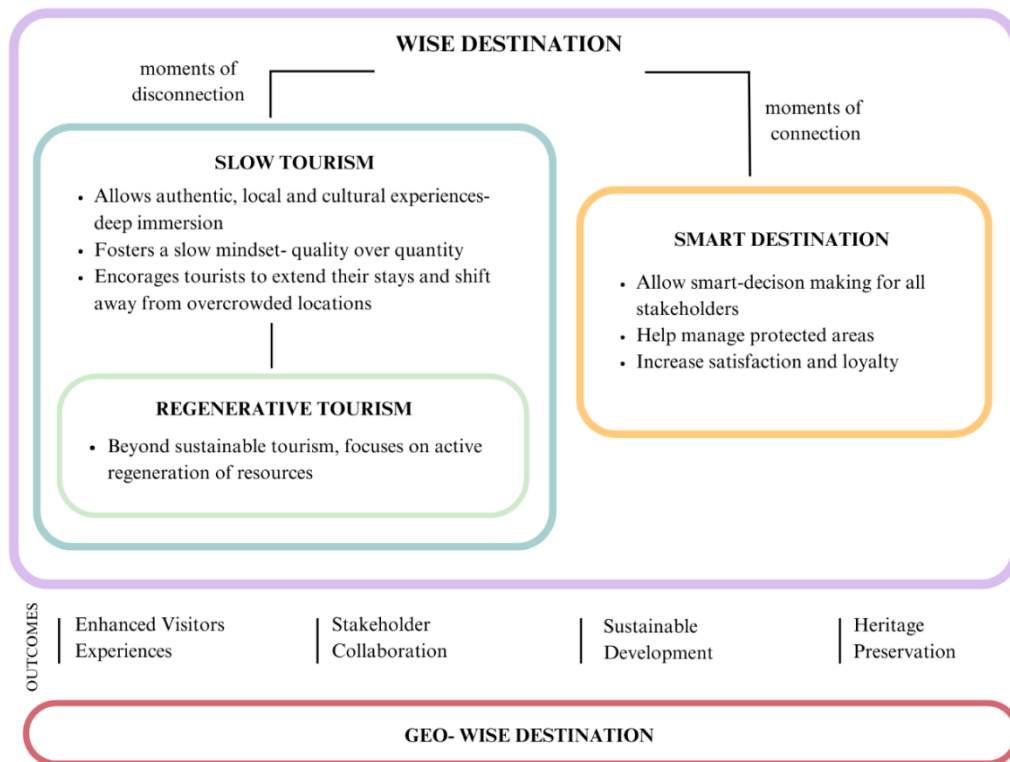 WISE DESTINATION
moments of
disconnection
moments of
connection
SLOW TOURISM
• Allows authentic, local and cultural experiences-
deep immersion
• Fosters a slow mindset- quality over quantity
• Encorages tourists to extend their stays and shift
away from overcrowded locations
REGENERATIVE TOURISM
• Beyond sustainable tourism, focuses on active
regeneration of resources
SMART DESTINATION
• Allow smart-decison making for all
stakeholders
• Help manage protected areas
• Increase satisfaction and loyalty
OUTCOMES
Enhanced Visitors
Experiences
Stakeholder
Collaboration
Sustainable
Development
Heritage
Preservation
GEO- WISE DESTINATION